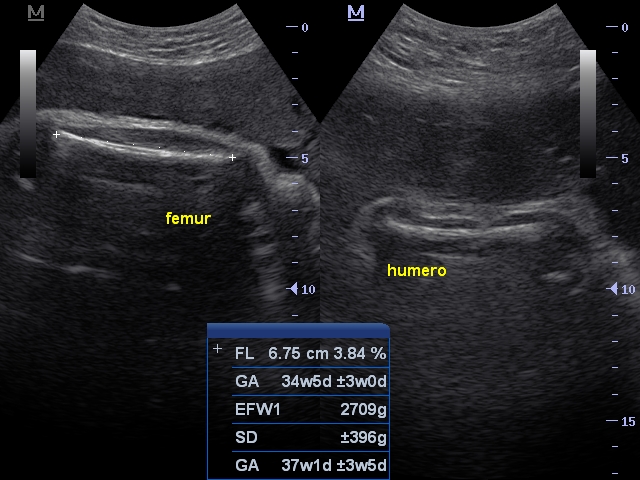 M
0
5
10
femur
M
0
5
10
15
humero
+ FL 6.75 cm 3.84 %
GA 34w5d ±3w0d
EFW1 2709g
SD ±396g
GA 37w1d ±3w5d